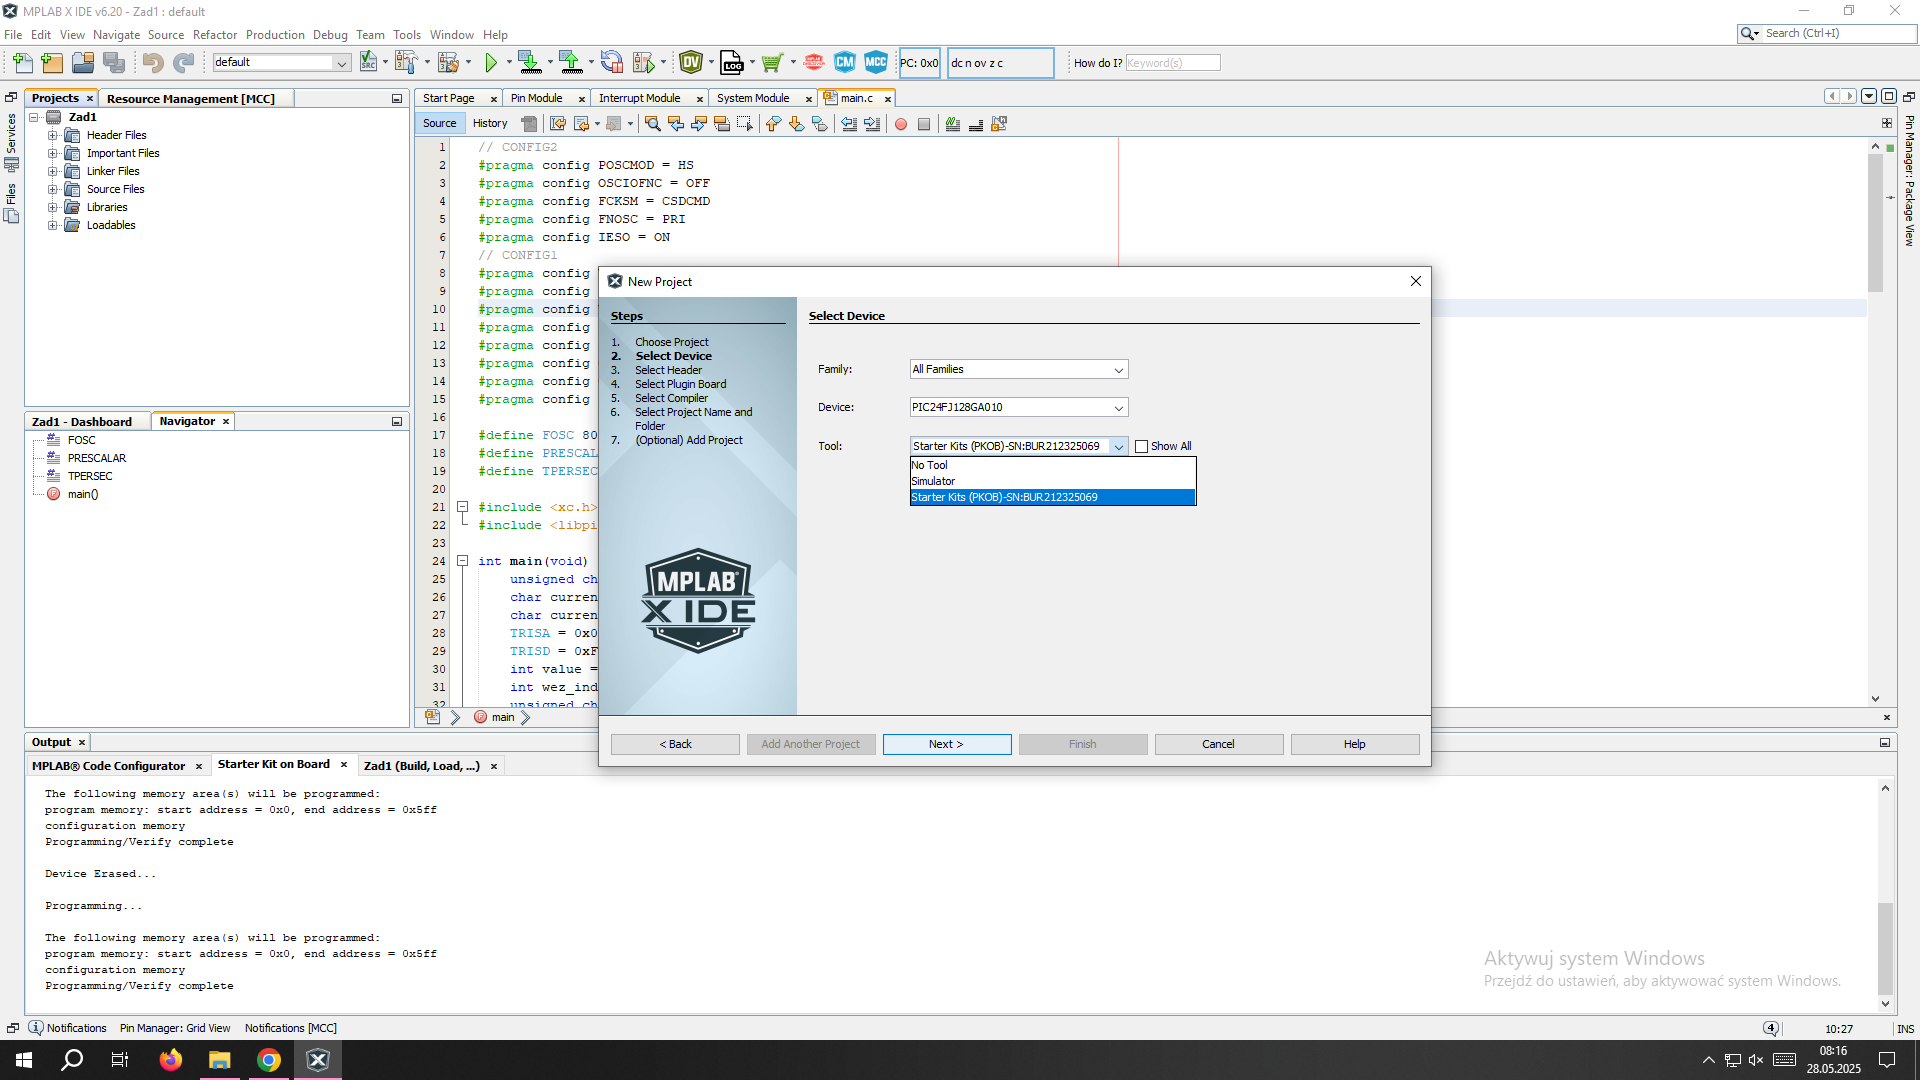 MPLAB X IDE v6.20 - Zad1 : default
File Edit View Navigate Source Refactor Production Debug Team Tools Window Help
Search (Ctrl+I)
default
SRC
DV
LOG
CM
MCC
PC: 0x0
dc n ov z c
How do I?
Keyword(s)
Projects
Resource Management [MCC]
Services
Files
Zad1
Header Files
Important Files
Linker Files
Source Files
Libraries
Loadables
Zad1 - Dashboard
Navigator
FOSC
PRESCALAR
TPERSEC
main()
Start Page
Pin Module
Interrupt Module
System Module
main.c
Source
History
Pin Manager: Package View
1 // CONFIG2
2 #pragma config POSCMOD = HS
3 #pragma config OSCIOFNC = OFF
4 #pragma config FCKSM = CSDCMD
5 #pragma config FNOSC = PRI
6 #pragma config IESO = ON
7 // CONFIG1
8 #pragma config
9 #pragma config
10 #pragma config
11 #pragma config
12 #pragma config
13 #pragma config
14 #pragma config
15 #pragma config
16
17 #define FOSC 80
18 #define PRESCAL
19 #define TPERSEC
20
21 #include <xc.h>
22 #include <libpi
23
24 int main(void)
25 unsigned ch
26 char curren
27 char curren
28 TRISA = 0x0
29 TRISD = 0xF
30 int value =
31 int wez_ind
32 unsigned ch
main
New Project
Steps
1. Choose Project
2. Select Device
3. Select Header
4. Select Plugin Board
5. Select Compiler
6. Select Project Name and
Folder
7. (Optional) Add Project
MPLAB
X IDE
Select Device
Family: All Families
Device: PIC24FJ128GA010
Tool: Starter Kits (PKOB)-SN:BUR212325069 Show All
No Tool
Simulator
Starter Kits (PKOB)-SN:BUR212325069
< Back
Add Another Project
Next >
Finish
Cancel
Help
Output
MPLAB® Code Configurator
Starter Kit on Board
Zad1 (Build, Load, ...)
The following memory area(s) will be programmed:
program memory: start address = 0x0, end address = 0x5ff
configuration memory
Programming/Verify complete
Device Erased...
Programming...
The following memory area(s) will be programmed:
program memory: start address = 0x0, end address = 0x5ff
configuration memory
Programming/Verify complete
Aktywuj system Windows
Przejdź do ustawień, aby aktywować system Windows.
Notifications
Pin Manager: Grid View
Notifications [MCC]
4
10:27
INS
08:16
28.05.2025